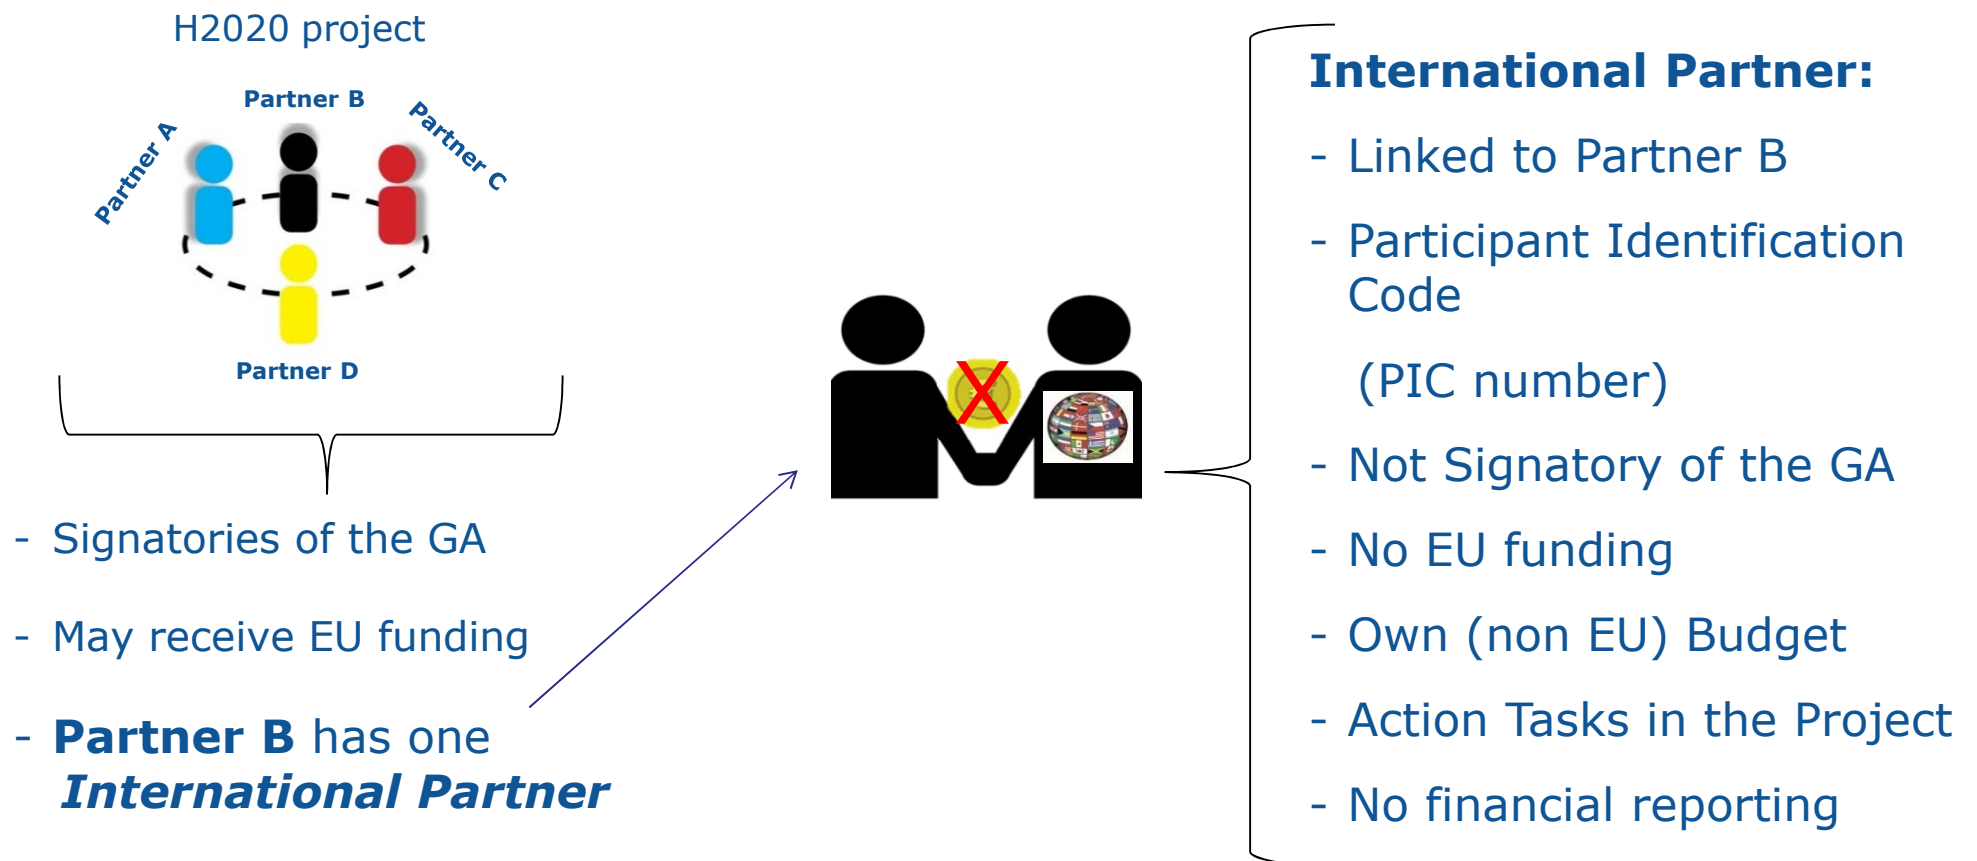 H2020 project
Partner A
Partner B
Partner C
Partner D
- Signatories of the GA
- May receive EU funding
- Partner B has one
International Partner
X
International Partner:
- Linked to Partner B
- Participant Identification
Code
(PIC number)
- Not Signatory of the GA
- No EU funding
- Own (non EU) Budget
- Action Tasks in the Project
- No financial reporting